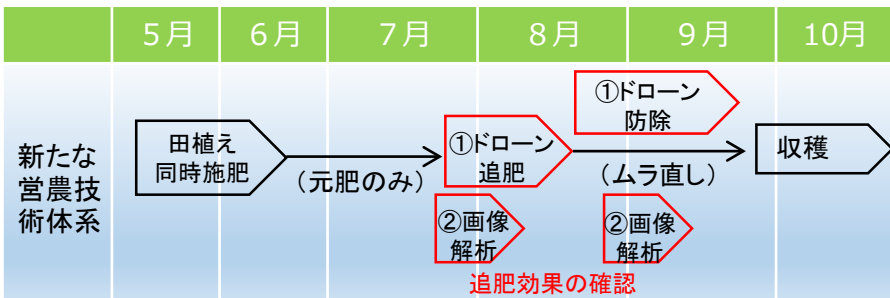 5月 6月 7月 8月 9月 10月
新たな
営農技
術体系
田植え
同時施肥
(元肥のみ)
①ドローン
追肥
②画像
解析
①ドローン
防除
(ムラ直し)
②画像
解析
追肥効果の確認
収穫